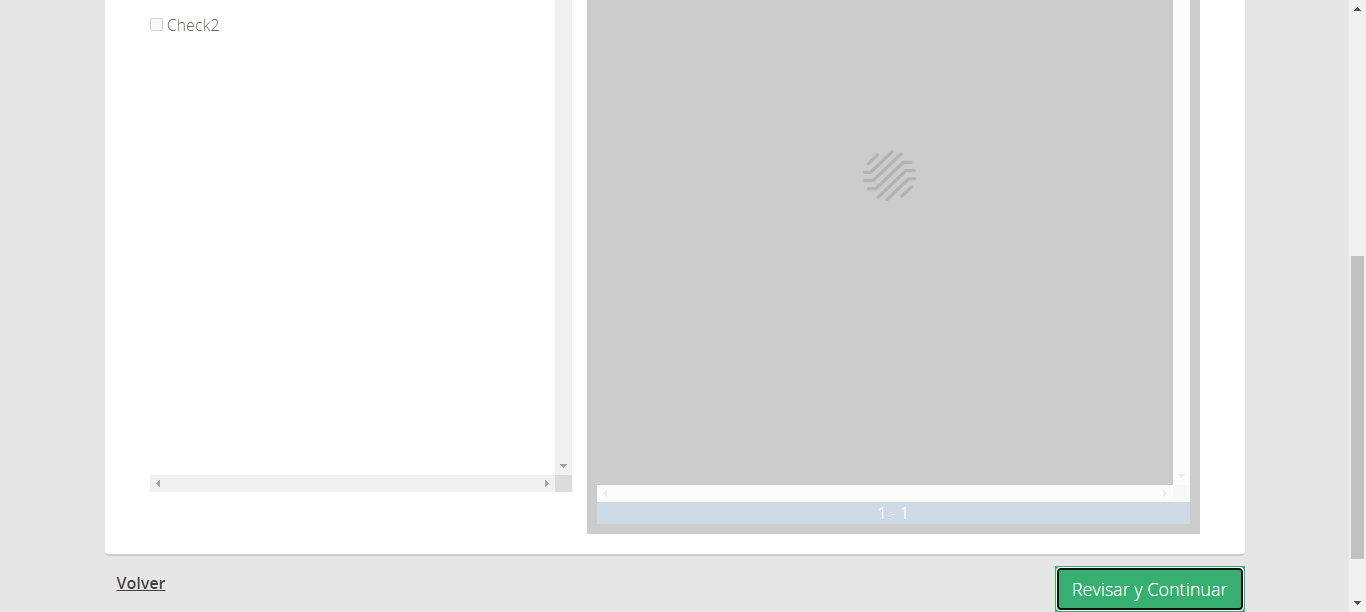 Check2
1 - 1
Volver
Revisar y Continuar